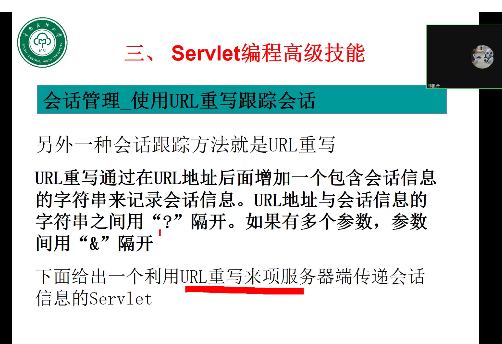 三、 Servlet编程高级技能
会话管理_使用URL重写跟踪会话
另外一种会话跟踪方法就是URL重写
URL重写通过在URL地址后面增加一个包含会话信息
的字符串来记录会话信息。URL地址与会话信息的
字符串之间用“?”隔开。如果有多个参数，参数
间用“&”隔开
下面给出一个利用URL重写来项服务器端传递会话
信息的Servlet